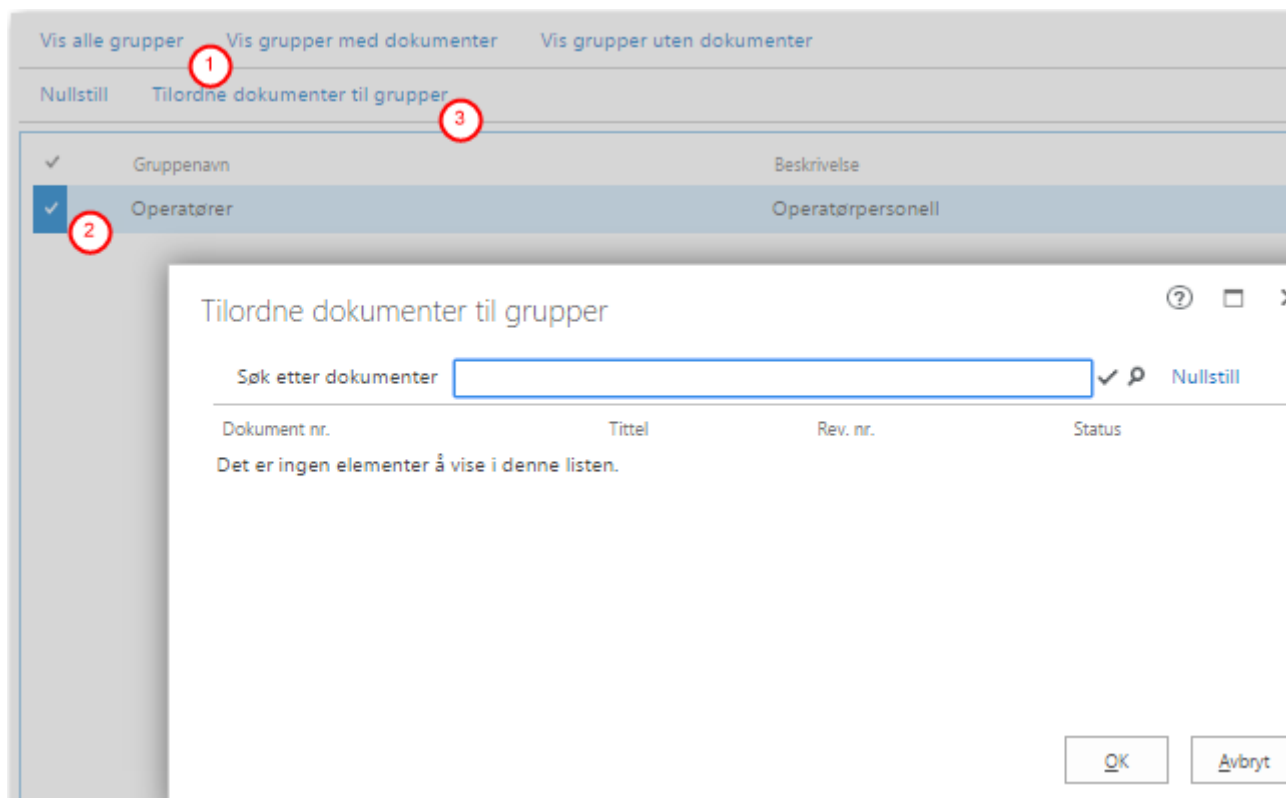 Vis alle grupper Vis grupper med dokumenter Vis grupper uten dokumenter
1
Nullstill Tilordne dokumenter til grupper
3
Gruppenavn Beskrivelse
Operatører Operatørpersonell
2
Tilordne dokumenter til grupper
Søk etter dokumenter Nullstill
Dokument nr. Tittel Rev. nr. Status
Det er ingen elementer å vise i denne listen.
OK Avbryt